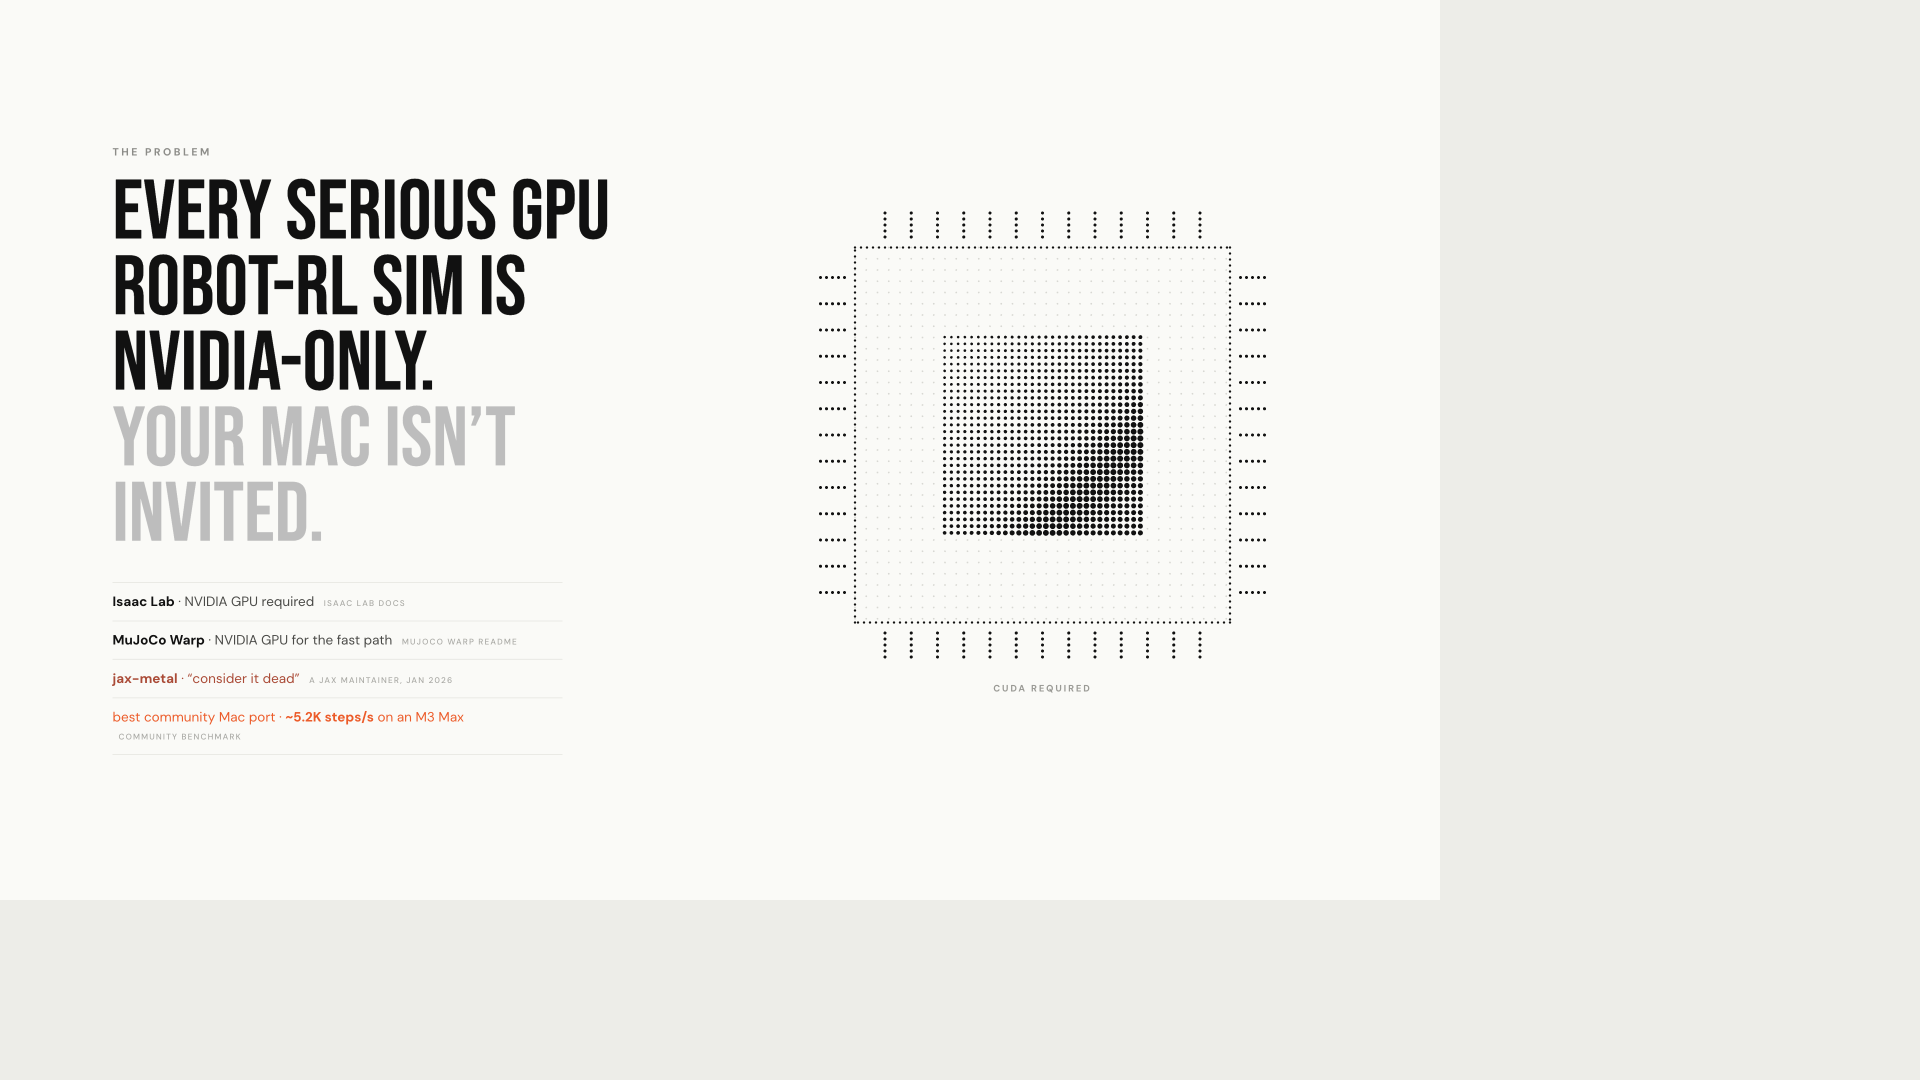 THE PROBLEM
EVERY SERIOUS GPU
ROBOT-RL SIM IS
NVIDIA-ONLY.
YOUR MAC ISN’T
INVITED.
Isaac Lab · NVIDIA GPU required ISAAC LAB DOCS
MuJoCo Warp · NVIDIA GPU for the fast path MUJOCO WARP README
jax-metal · “consider it dead” A JAX MAINTAINER, JAN 2026
best community Mac port · ~5.2K steps/s on an M3 Max
COMMUNITY BENCHMARK
CUDA REQUIRED